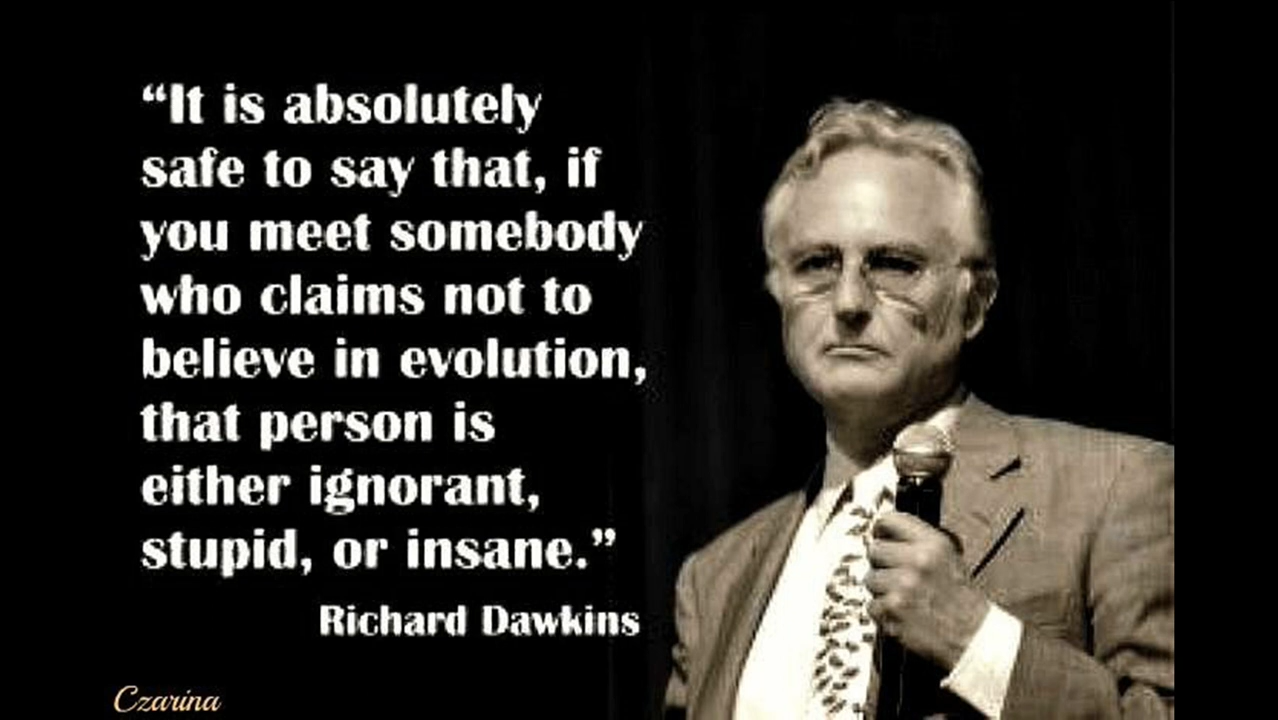 “It is absolutely
safe to say that, if
you meet somebody
who claims not to
believe in evolution,
that person is
either ignorant,
stupid, or insane.”
Richard Dawkins
Czarina